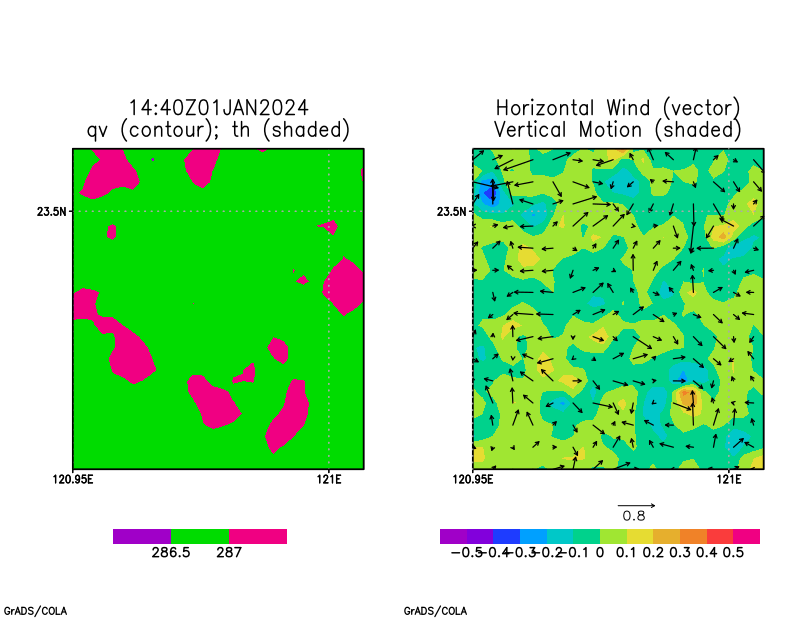 14:40Z01JAN2024
qv (contour); th (shaded)
23.5N
120.95E 121E
286.5 287
Horizontal Wind (vector)
Vertical Motion (shaded)
23.5N
120.95E 121E
0.8
-0.5 -0.4 -0.3 -0.2 -0.1 0 0.1 0.2 0.3 0.4 0.5
GrADS/COLA
GrADS/COLA